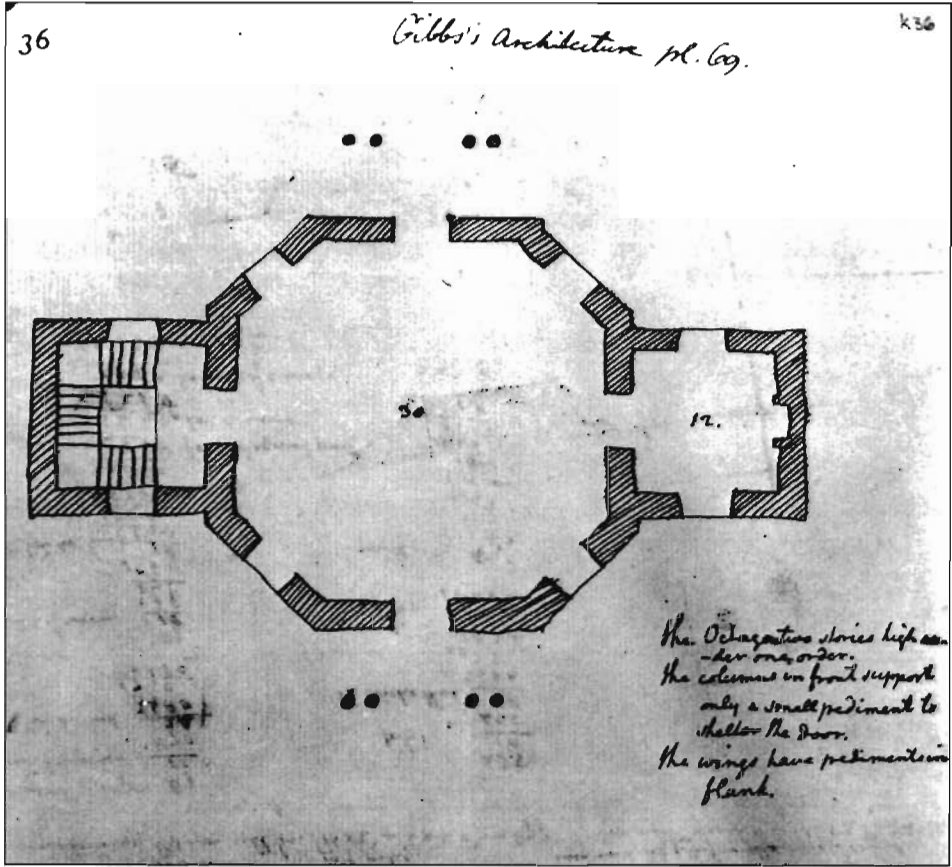 36
Gibbs's Architecture pl. 69.
K36
30
12.
the Octagon two stories high un-
-der one order.
the columns in front support
only a small pediment to
shelter the Door.
the wings have pediments in
flank.